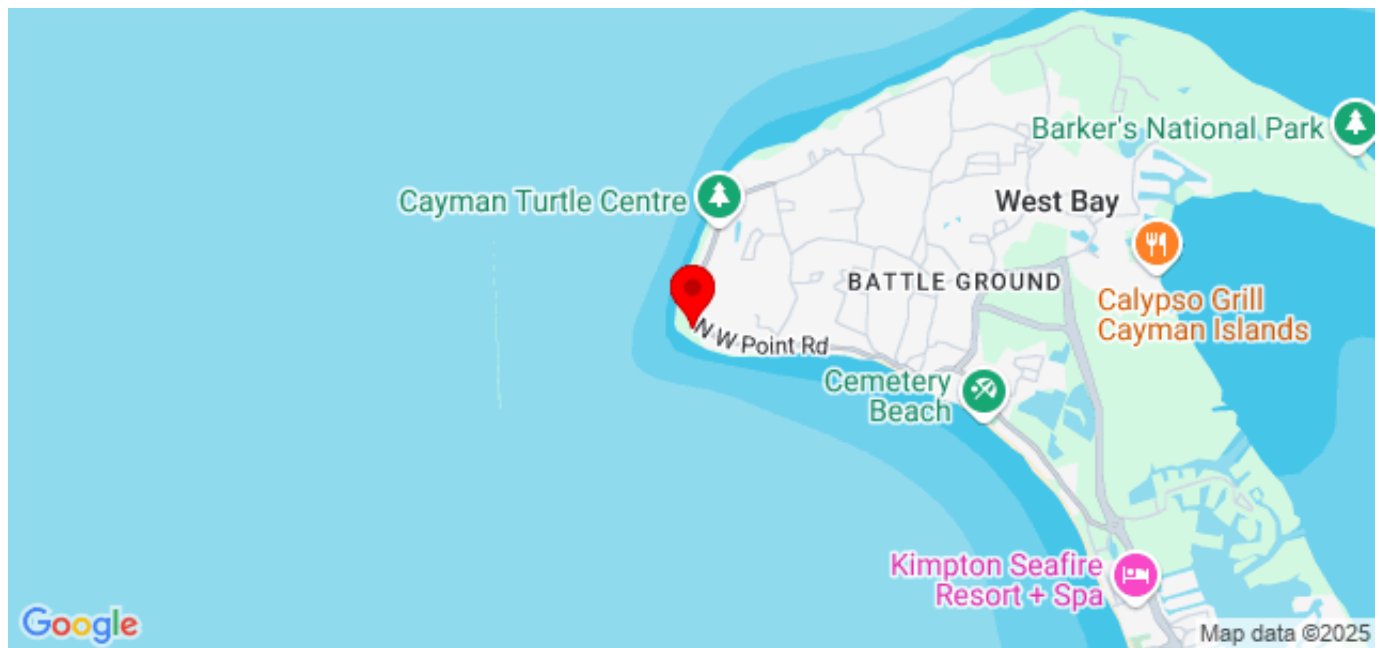 Barker's National Park
Cayman Turtle Centre
West Bay
BATTLE GROUND
Calypso Grill
Cayman Islands
N W Point Rd
Cemetery
Beach
Kimpton Seafire
Resort + Spa
Google
Map data ©2025